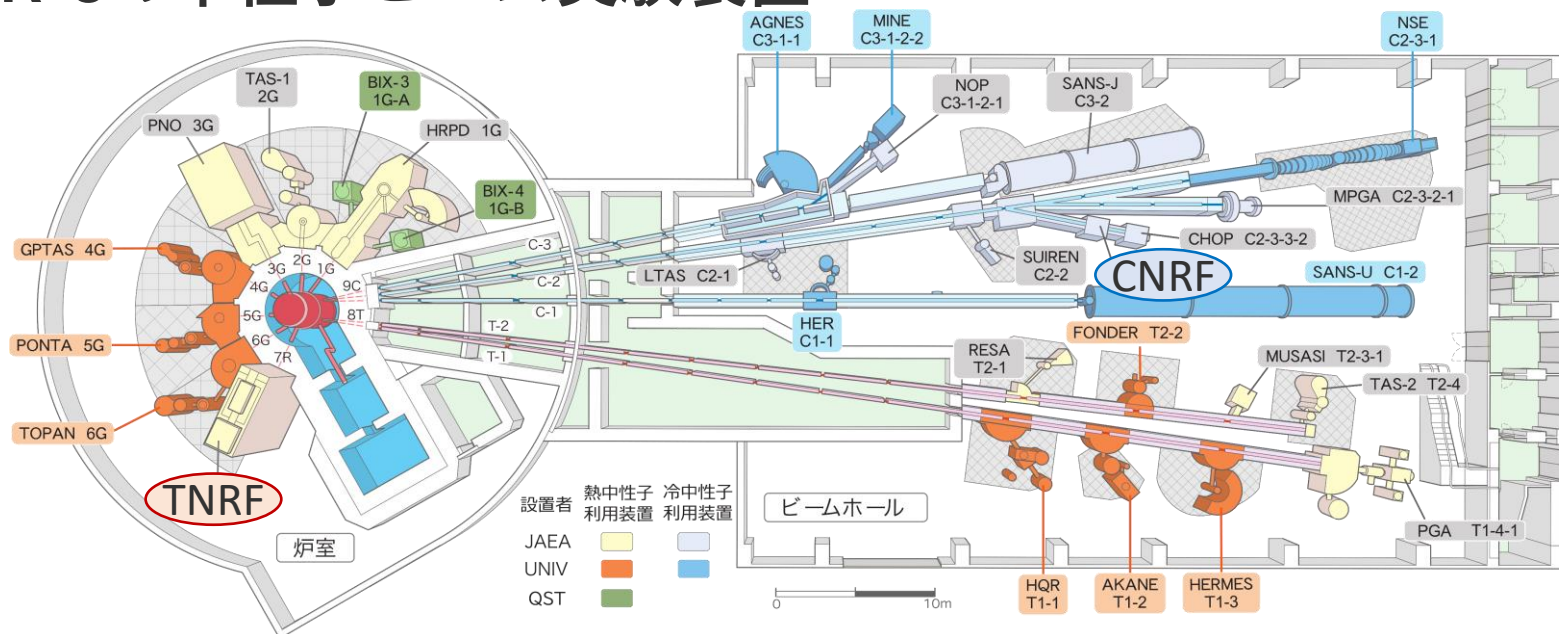 AGNES
C3-1-1
MINE
C3-1-2-2
NSE
C2-3-1
TAS-1
2G
BIX-3
1G-A
NOP
C3-1-2-1
SANS-J
C3-2
PNO 3G
HRPD 1G
BIX-4
1G-B
MPGA C2-3-2-1
GPTAS 4G
C-3
CHOP C2-3-3-2
2G
3G
1G
LTAS C2-1
SUIREN
C2-2
CNRF
SANS-U C1-2
4G
9C
C-2
5G
8T
C-1
HER
C1-1
FONDER T2-2
PONTA 5G
6G
T-2
RESA
T2-1
MUSASI T2-3-1
7R
T-1
TAS-2 T2-4
TOPAN 6G
TNRF
設置者
熱中性子
利用装置
冷中性子
利用装置
ビームホール
JAEA
UNIV
QST
炉室
PGA T1-4-1
HQR
T1-1
AKANE
T1-2
HERMES
T1-3
0
10m